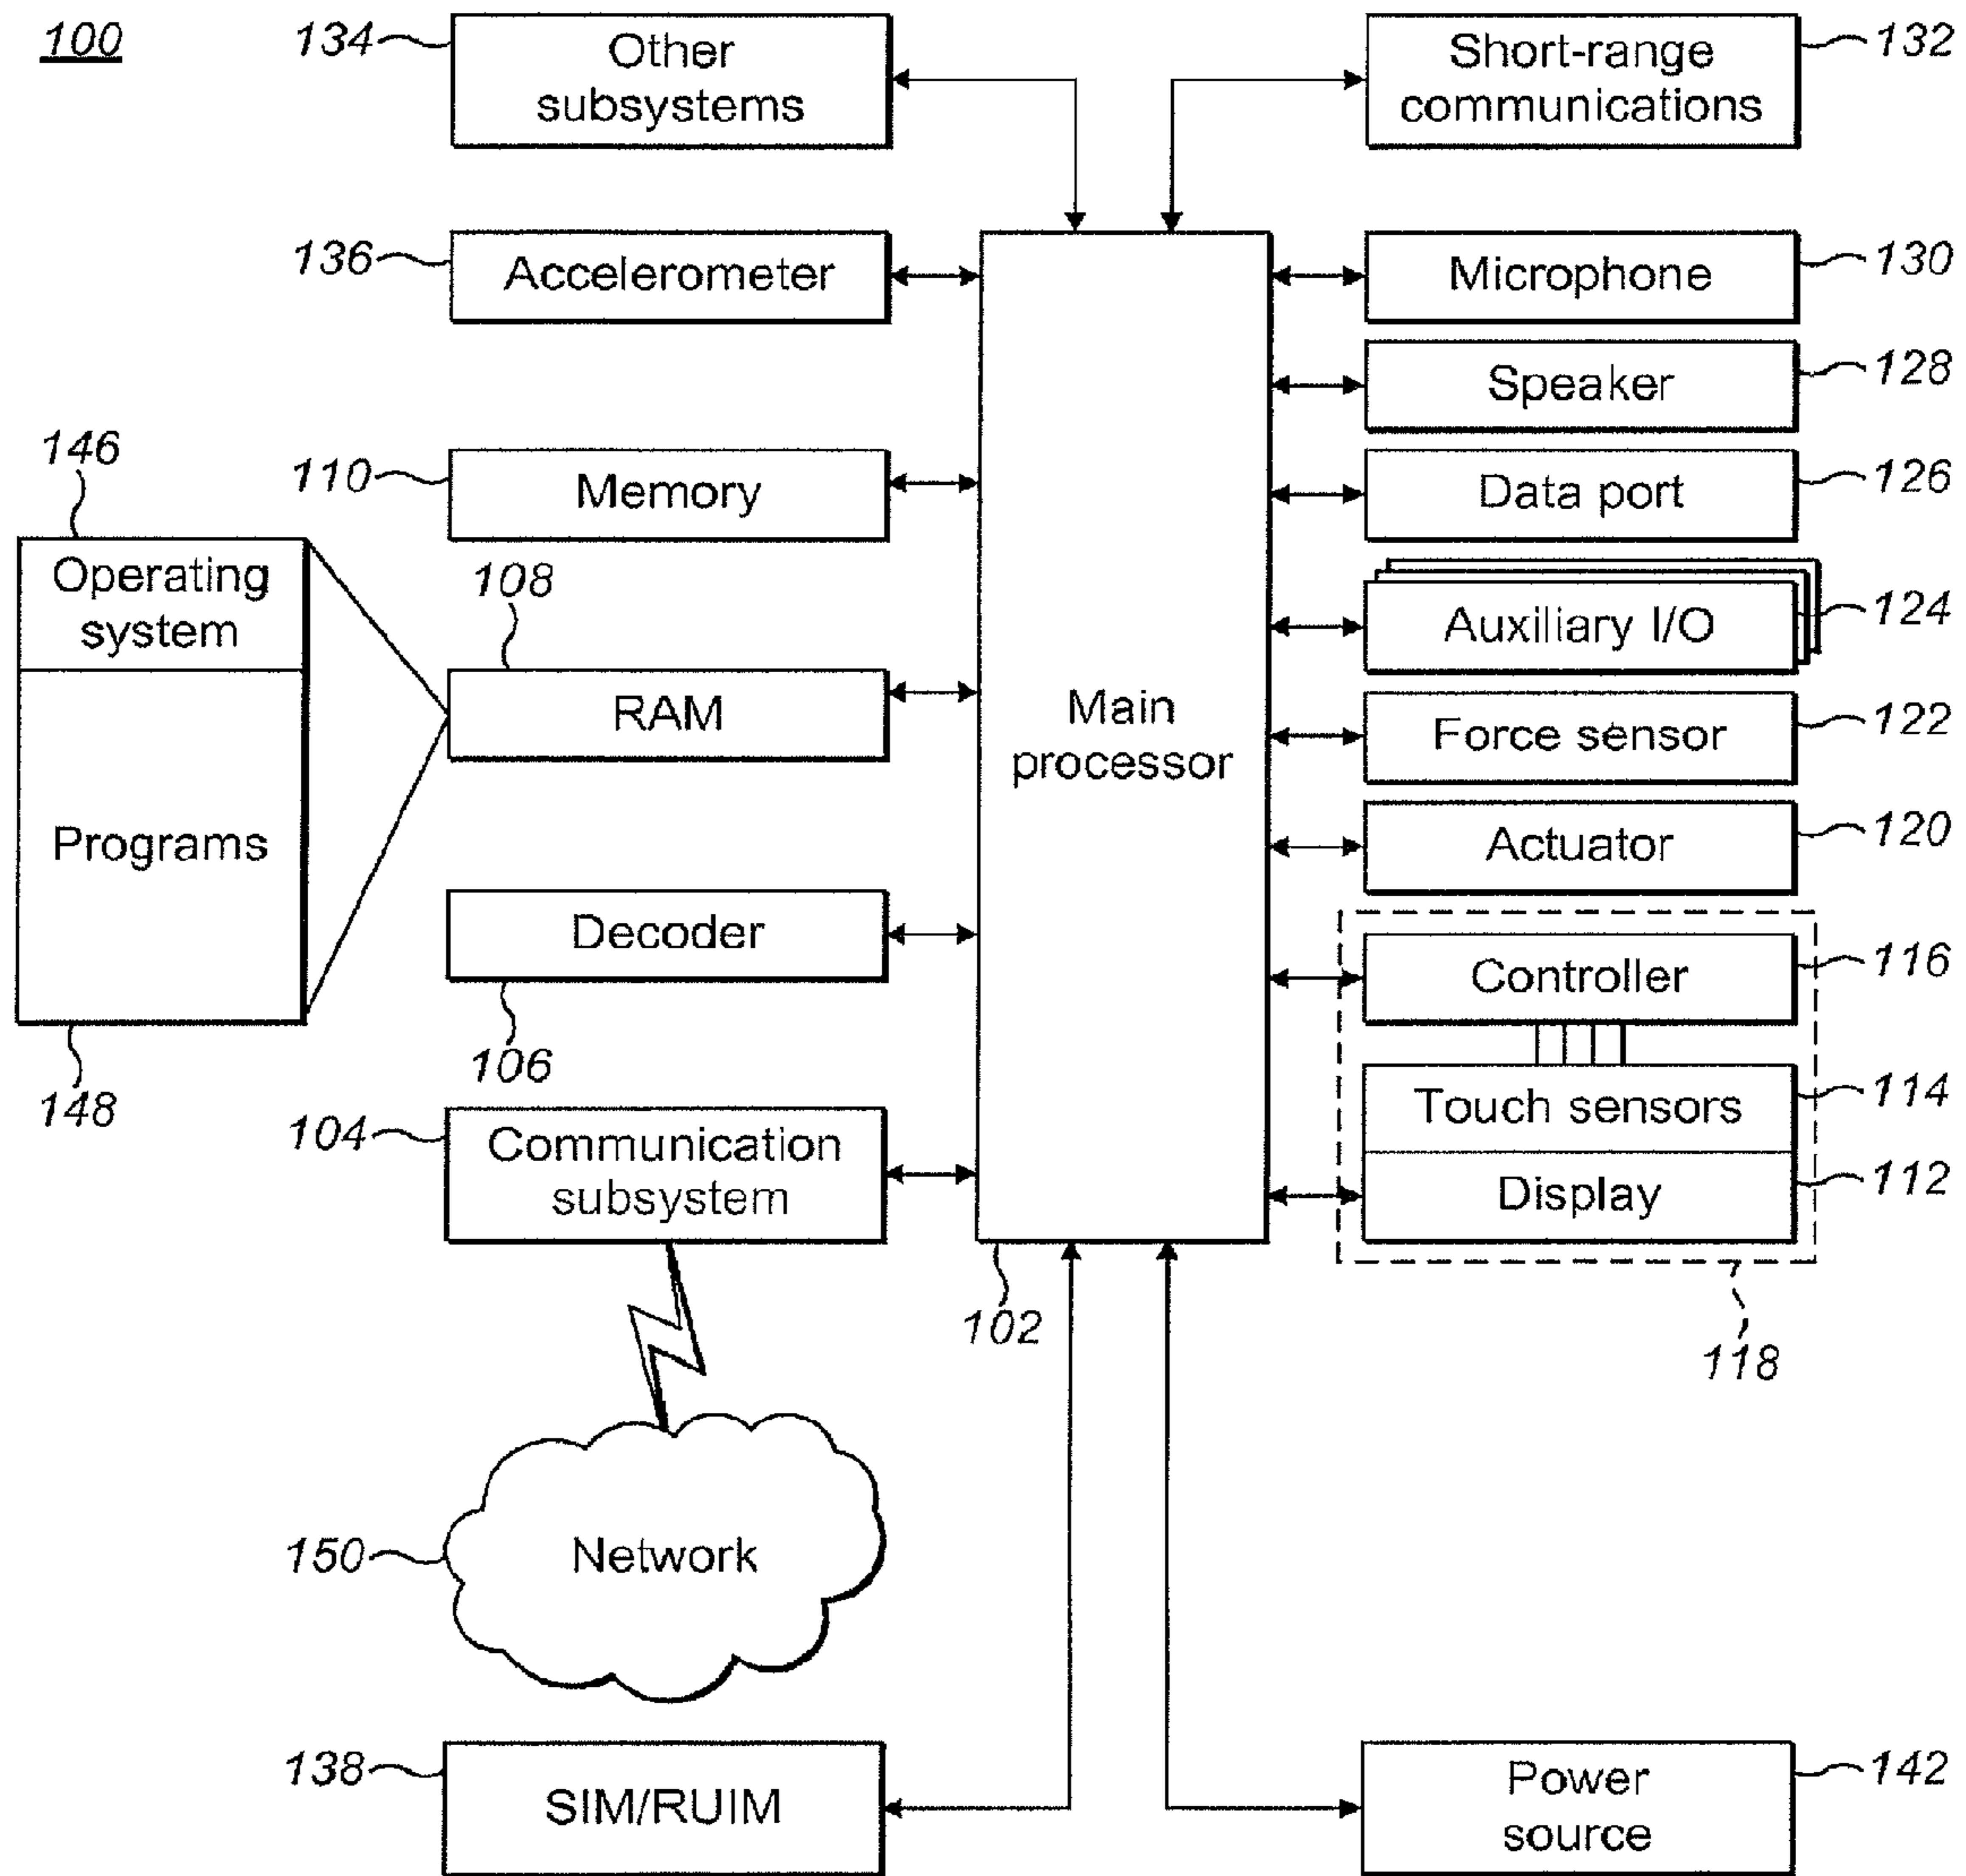 100
134
Other
subsystems
Short-range
communications
132
136
Accelerometer
Microphone
130
Speaker
128
146
110
Memory
Data port
126
Operating
system
108
Auxiliary I/O
124
RAM
Main
processor
Force sensor
122
Programs
Actuator
120
Decoder
Controller
116
106
148
104
Communication
subsystem
Touch sensors
114
Display
112
102
118
150
Network
138
SIM/RUIM
Power
source
142